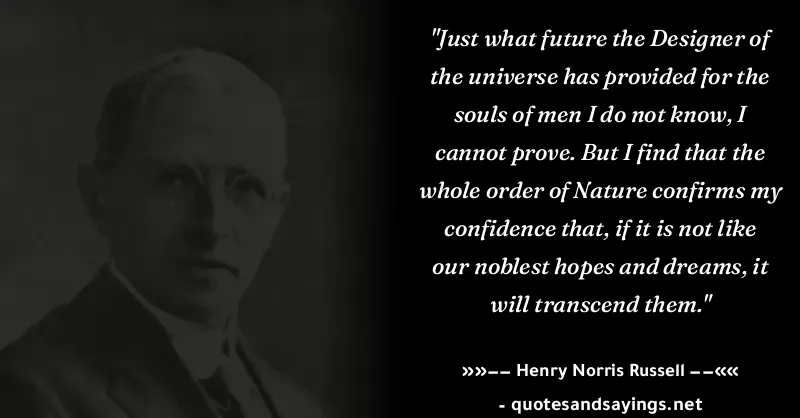 "Just what future the Designer of
the universe has provided for the
souls of men I do not know, I
cannot prove. But I find that the
whole order of Nature confirms my
confidence that, if it is not like
our noblest hopes and dreams, it
will transcend them."
»»–– Henry Norris Russell ––««
- quotesandsayings.net